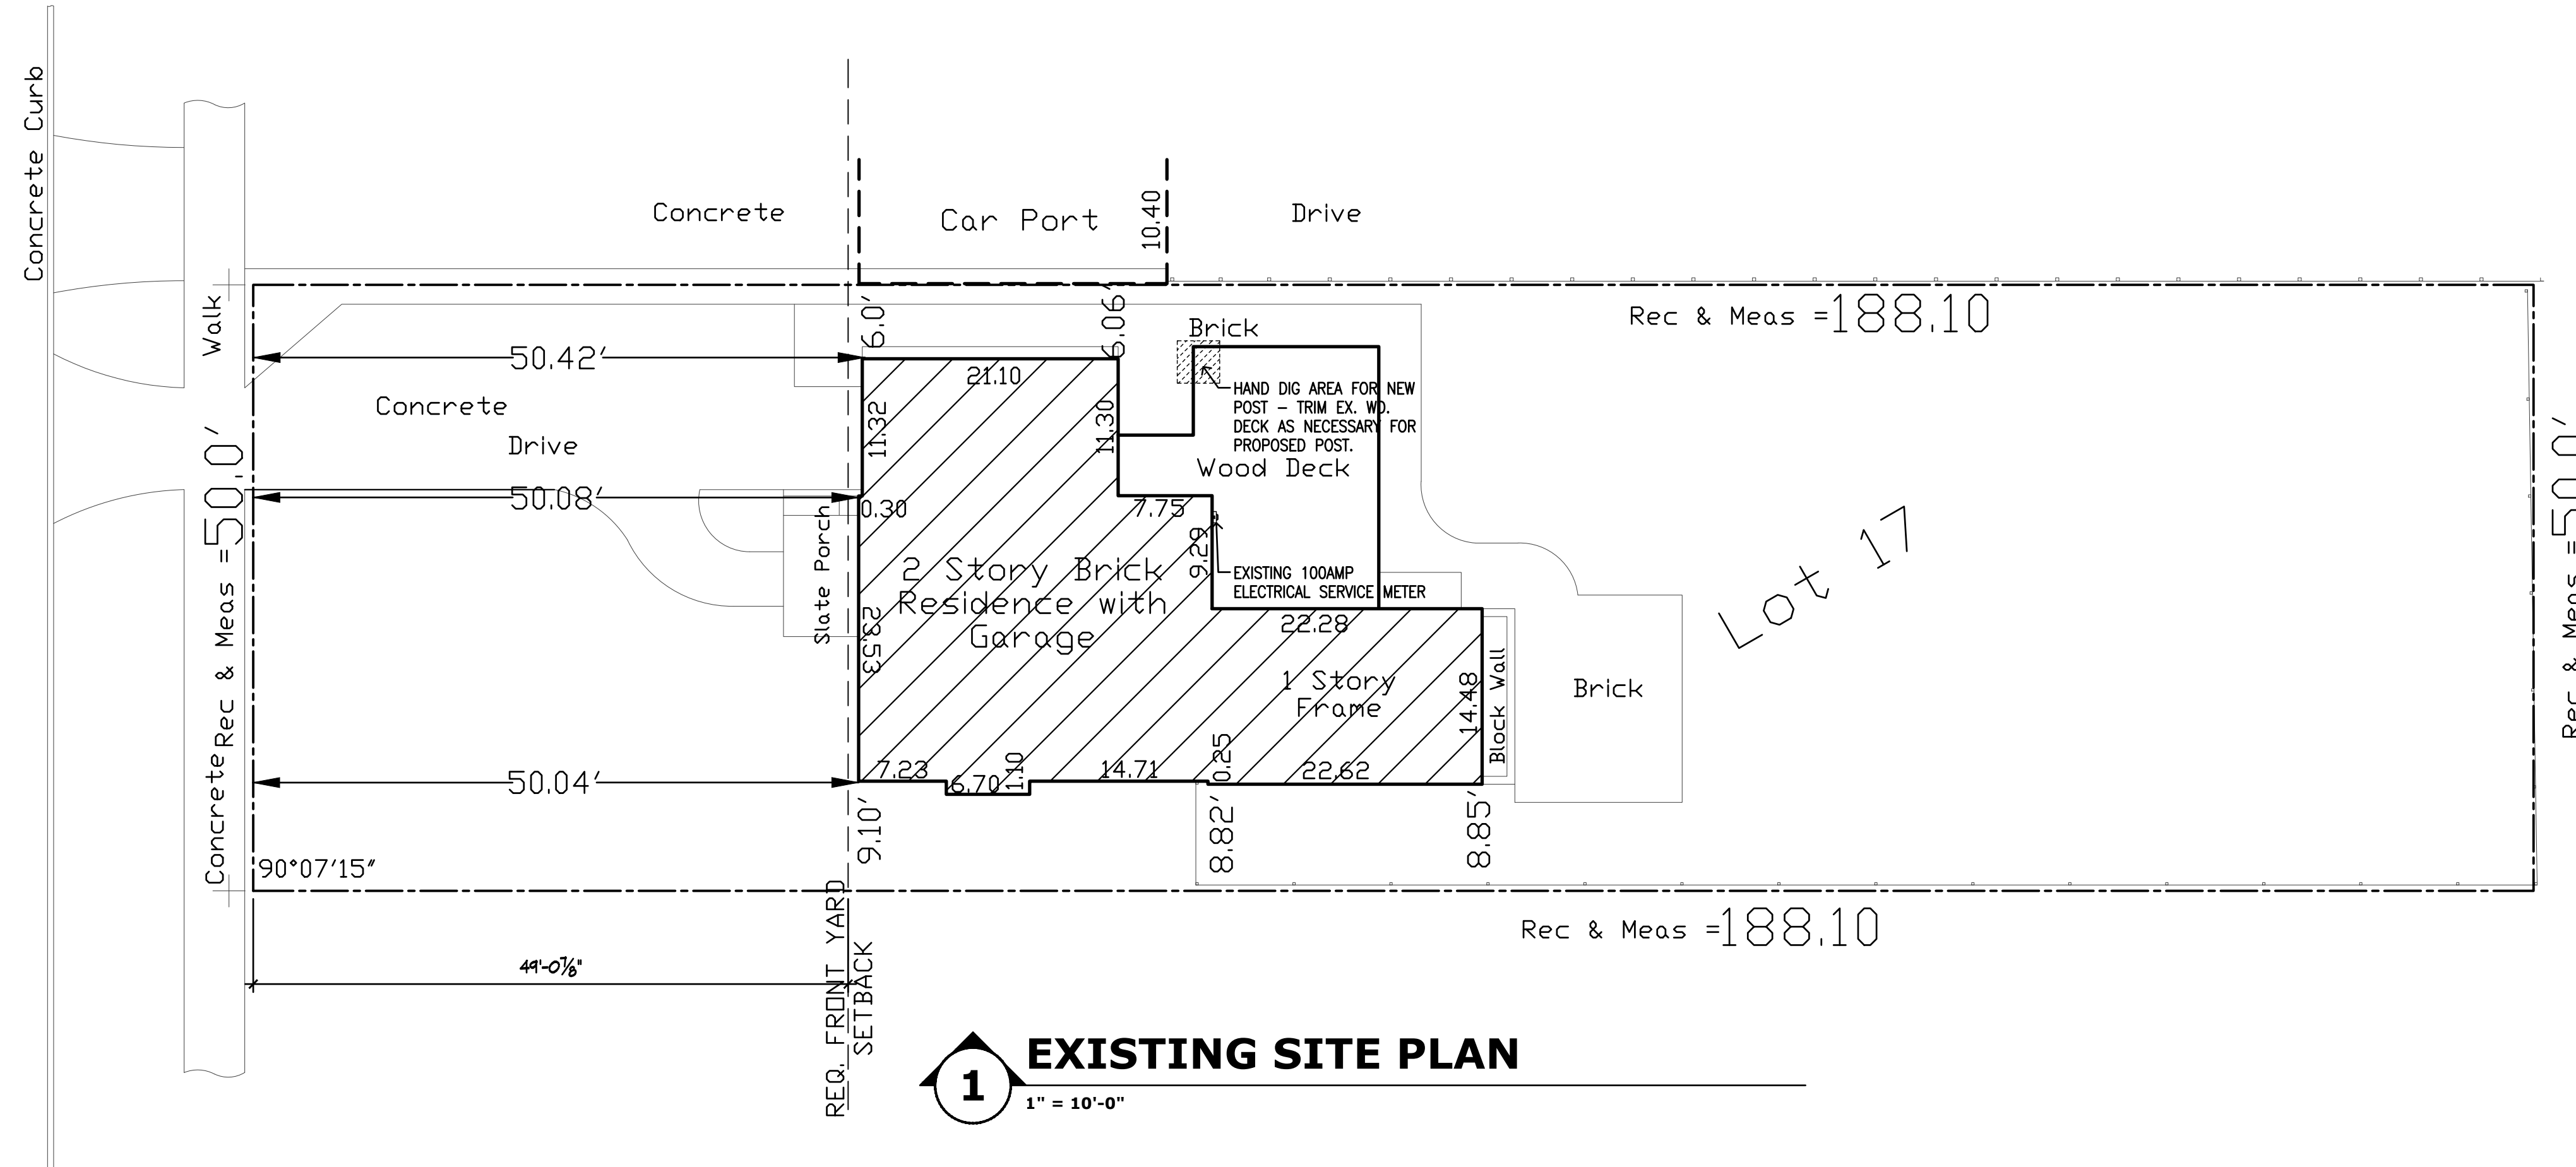 Concrete Curb
Concrete
Car Port
10.40
Drive
Walk
6.0'
6.06'
Brick
Rec & Meas =188.10
50.42'
21.10
HAND DIG AREA FOR NEW
POST - TRIM EX. WD.
DECK AS NECESSARY FOR
PROPOSED POST.
Concrete
Drive
11.32
11.30
Wood Deck
50.08'
0.30
7.75
Slate Porch
9.29
Rec & Meas =50.0'
Rec & Meas =50.0'
Lot 17
2 Story Brick
Residence with
Garage
EXISTING 100AMP
ELECTRICAL SERVICE METER
23.53
22.28
1 Story
Frame
14.48
Block Wall
Brick
50.04'
7.23
6.70
1.10
14.71
0.25
22.62
Concrete
9.10'
8.82'
8.85'
90°07'15"
Rec & Meas =188.10
49'-0⅞"
REQ. FRONT YARD
SETBACK
1
EXISTING SITE PLAN
1" = 10'-0"